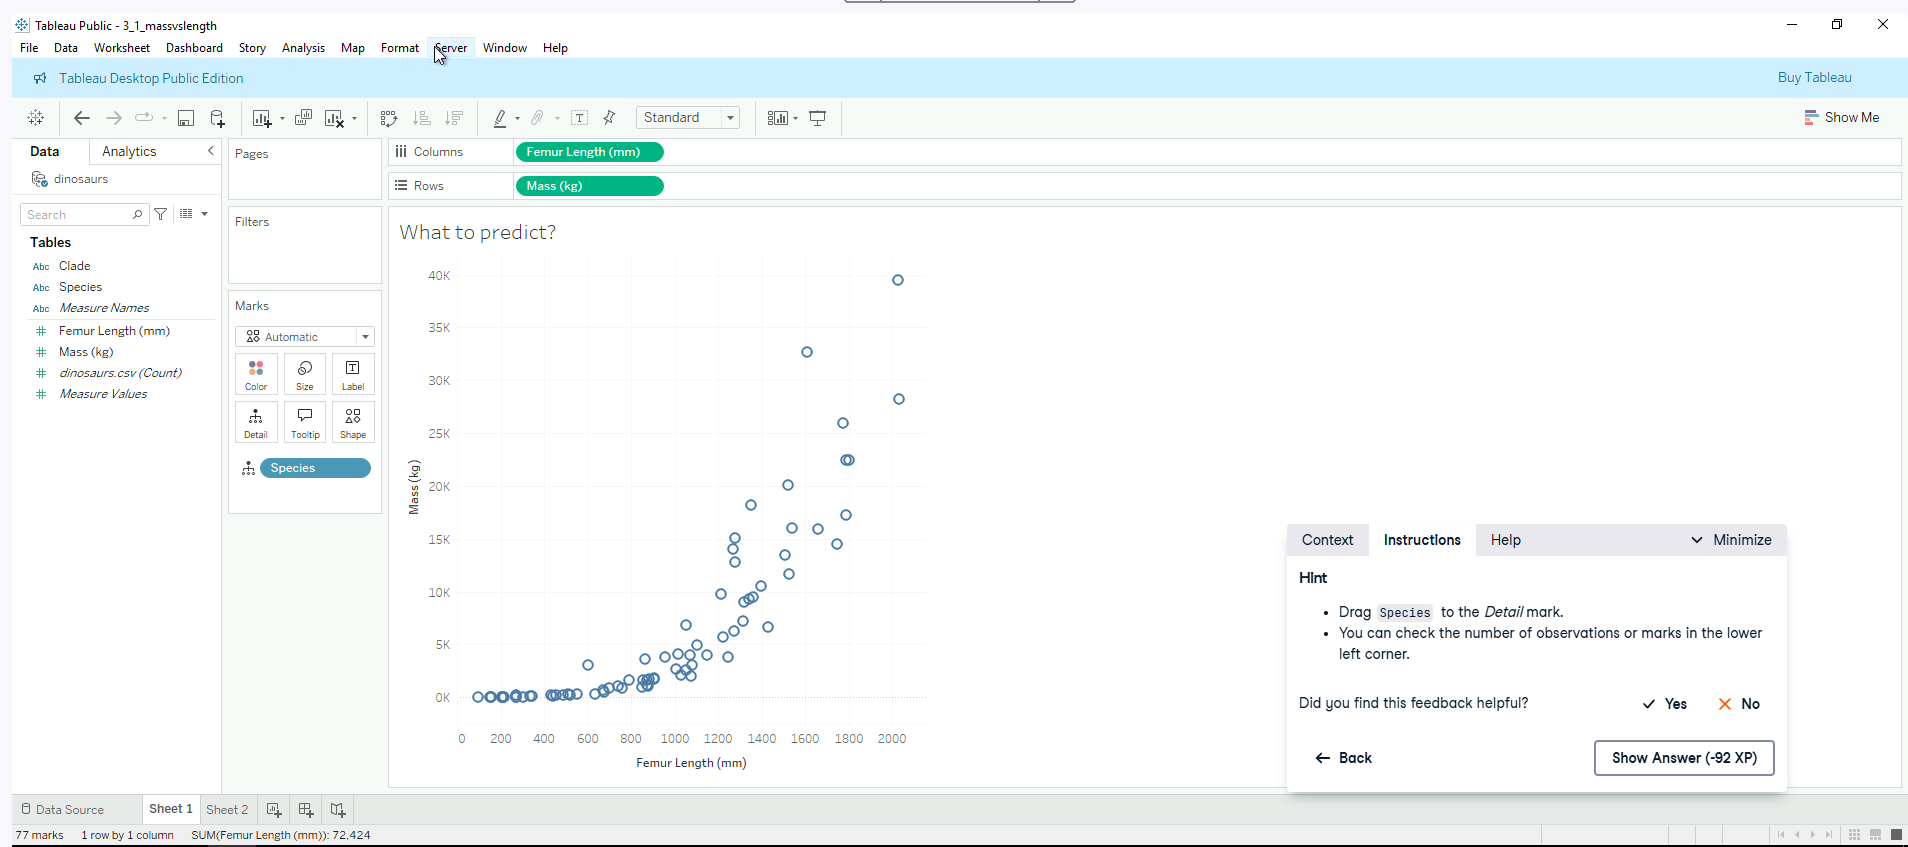 Tableau Public - 3_1_massvslength
File Data Worksheet Dashboard Story Analysis Map Format Server Window Help
Tableau Desktop Public Edition
Buy Tableau
Standard
Show Me
Data
Analytics
dinosaurs
Search
Tables
Abc Clade
Abc Species
Abc Measure Names
Femur Length (mm)
Mass (kg)
dinosaurs.csv (Count)
Measure Values
Pages
Filters
Marks
Automatic
Color Size Label
Detail Tooltip Shape
Species
Columns Femur Length (mm)
Rows Mass (kg)
What to predict?
40K
35K
30K
25K
20K
15K
10K
5K
0K
Mass (kg)
0 200 400 600 800 1000 1200 1400 1600 1800 2000
Femur Length (mm)
Context Instructions Help Minimize
Hint
• Drag Species to the Detail mark.
• You can check the number of observations or marks in the lower
left corner.
Did you find this feedback helpful? Yes No
Back
Show Answer (-92 XP)
Data Source Sheet 1 Sheet 2
77 marks 1 row by 1 column SUM(Femur Length (mm)): 72,424